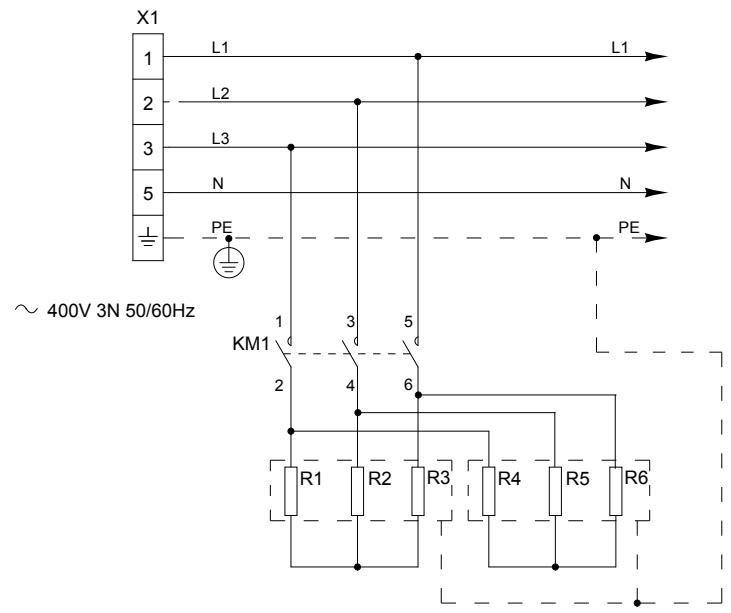 X1
1 L1 L1
2 L2
3 L3
5 N N
PE PE
400V 3N 50/60Hz
1 3 5
KM1
2 4 6
R1 R2 R3 R4 R5 R6